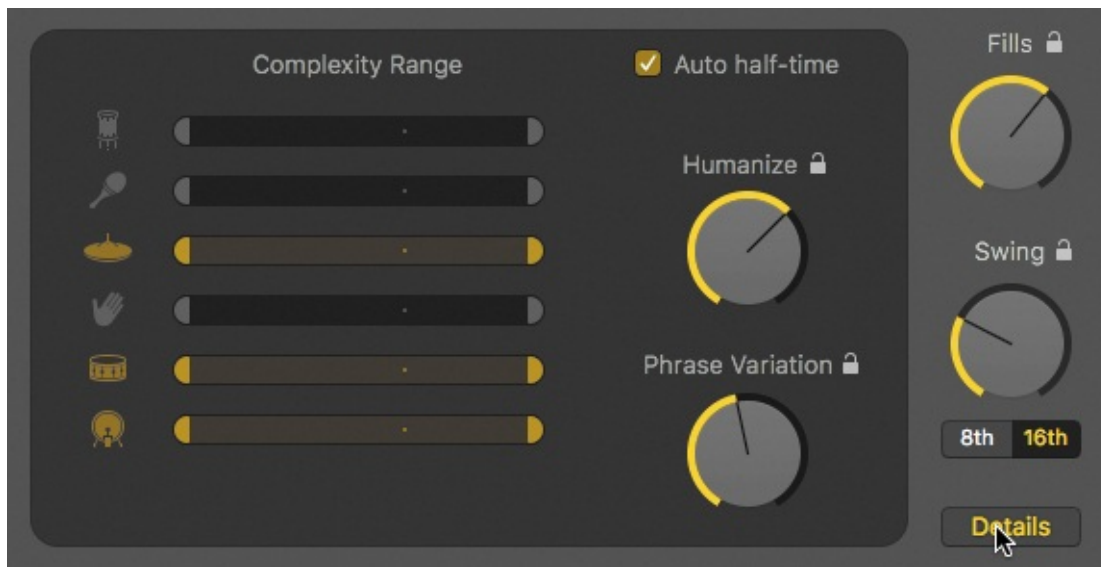 Complexity Range
Auto half-time
Humanize
Phrase Variation
Fills
Swing
8th 16th
Details